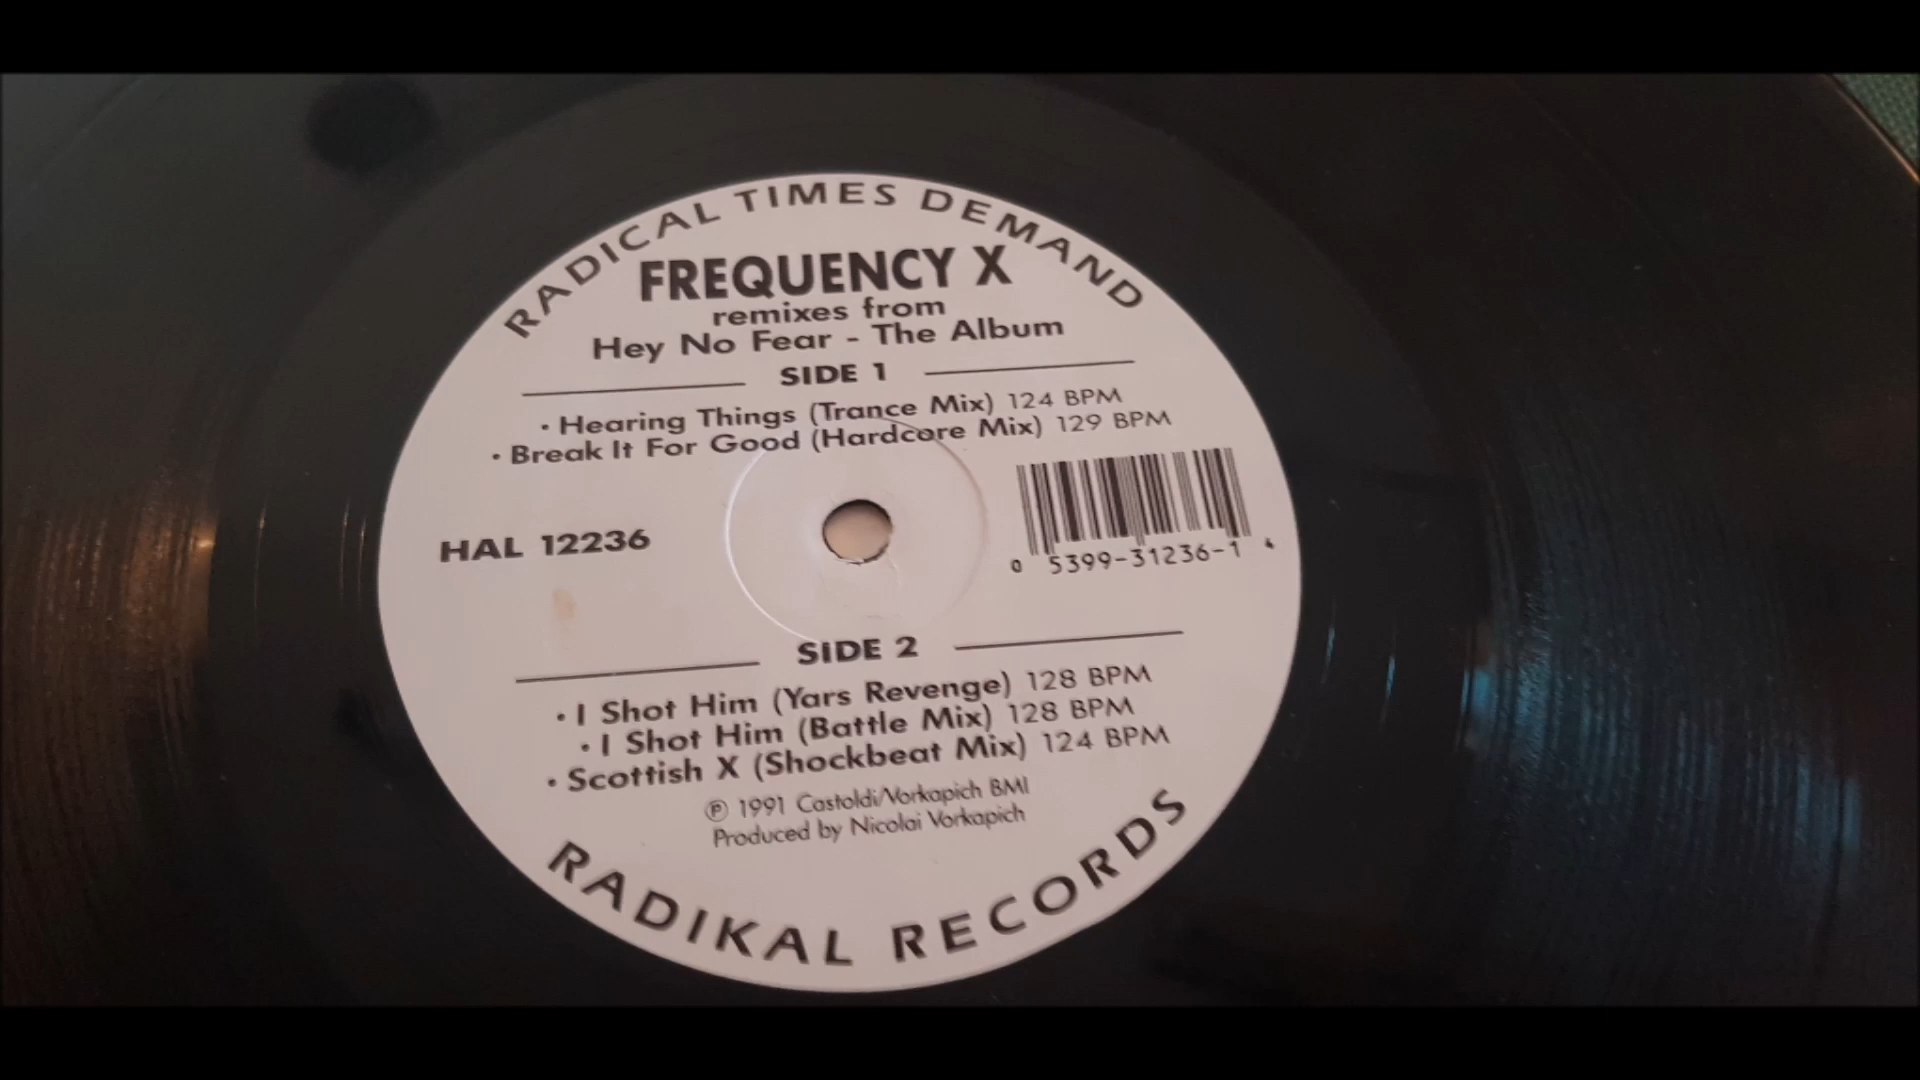 RADICAL TIMES DEMAND
FREQUENCY X
remixes from
Hey No Fear - The Album
SIDE 1
• Hearing Things (Trance Mix) 124 BPM
• Break It For Good (Hardcore Mix) 129 BPM
HAL 12236
0 5399-31236-1 4
SIDE 2
• I Shot Him (Yars Revenge) 128 BPM
• I Shot Him (Battle Mix) 128 BPM
• Scottish X (Shockbeat Mix) 124 BPM
℗ 1991 Castoldi/Vorkapich BMI
Produced by Nicolai Vorkapich
RADIKAL RECORDS